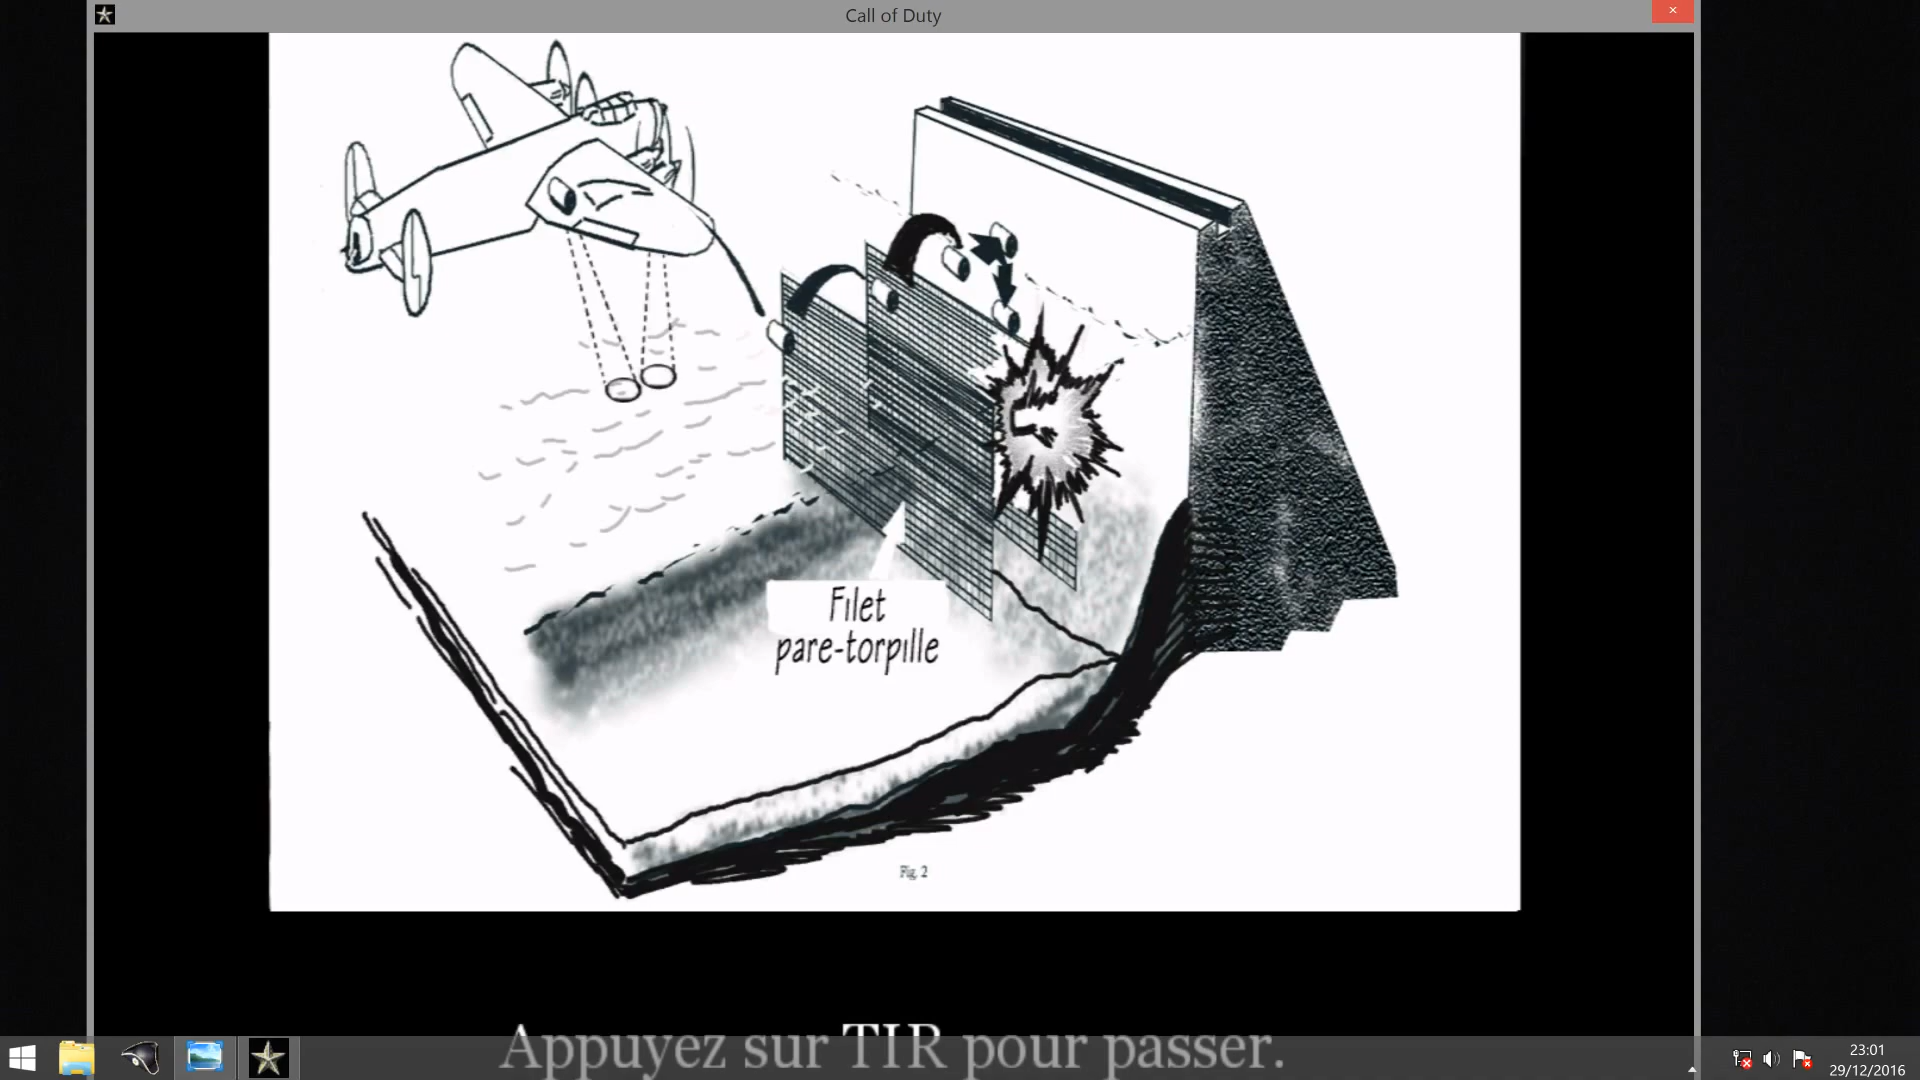 Call of Duty
Filet
pare-torpille
Fig. 2
Appuyez sur TIR pour passer.
23:01
29/12/2016